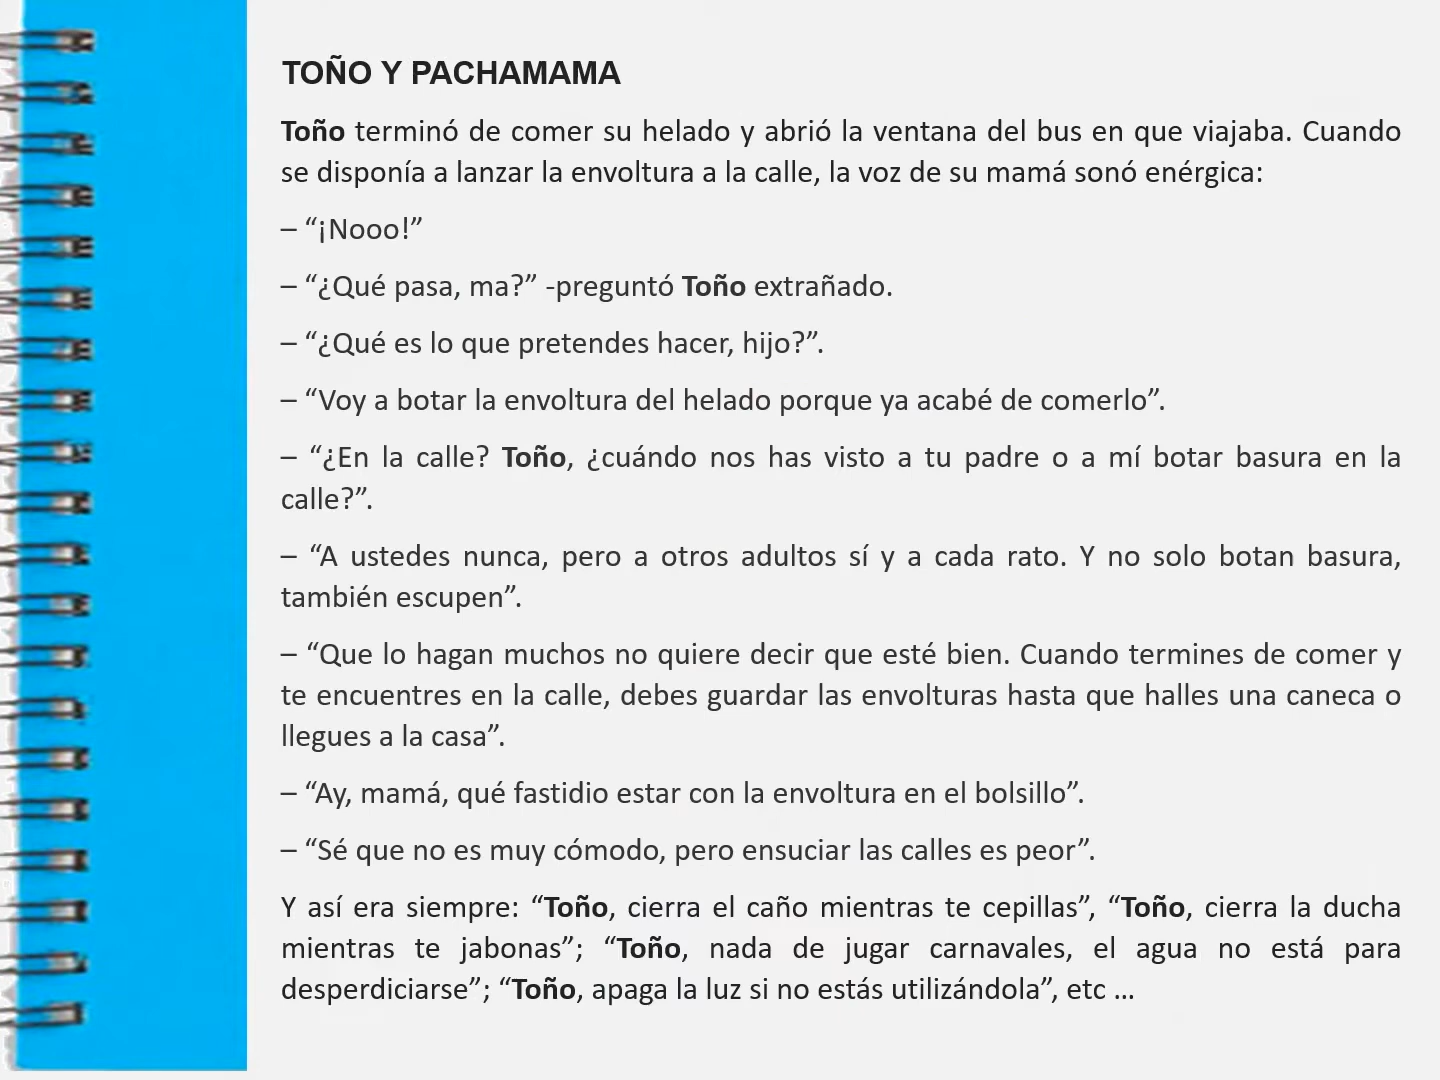 TOÑO Y PACHAMAMA
Toño terminó de comer su helado y abrió la ventana del bus en que viajaba. Cuando
se disponía a lanzar la envoltura a la calle, la voz de su mamá sonó enérgica:
– “¡Nooo!”
– “¿Qué pasa, ma?” -preguntó Toño extrañado.
– “¿Qué es lo que pretendes hacer, hijo?”.
– “Voy a botar la envoltura del helado porque ya acabé de comerlo”.
– “¿En la calle? Toño, ¿cuándo nos has visto a tu padre o a mí botar basura en la
calle?”.
– “A ustedes nunca, pero a otros adultos sí y a cada rato. Y no solo botan basura,
también escupen”.
– “Que lo hagan muchos no quiere decir que esté bien. Cuando termines de comer y
te encuentres en la calle, debes guardar las envolturas hasta que halles una caneca o
llegues a la casa”.
– “Ay, mamá, qué fastidio estar con la envoltura en el bolsillo”.
– “Sé que no es muy cómodo, pero ensuciar las calles es peor”.
Y así era siempre: “Toño, cierra el caño mientras te cepillas”, “Toño, cierra la ducha
mientras te jabonas”; “Toño, nada de jugar carnavales, el agua no está para
desperdiciarse”; “Toño, apaga la luz si no estás utilizándola”, etc …